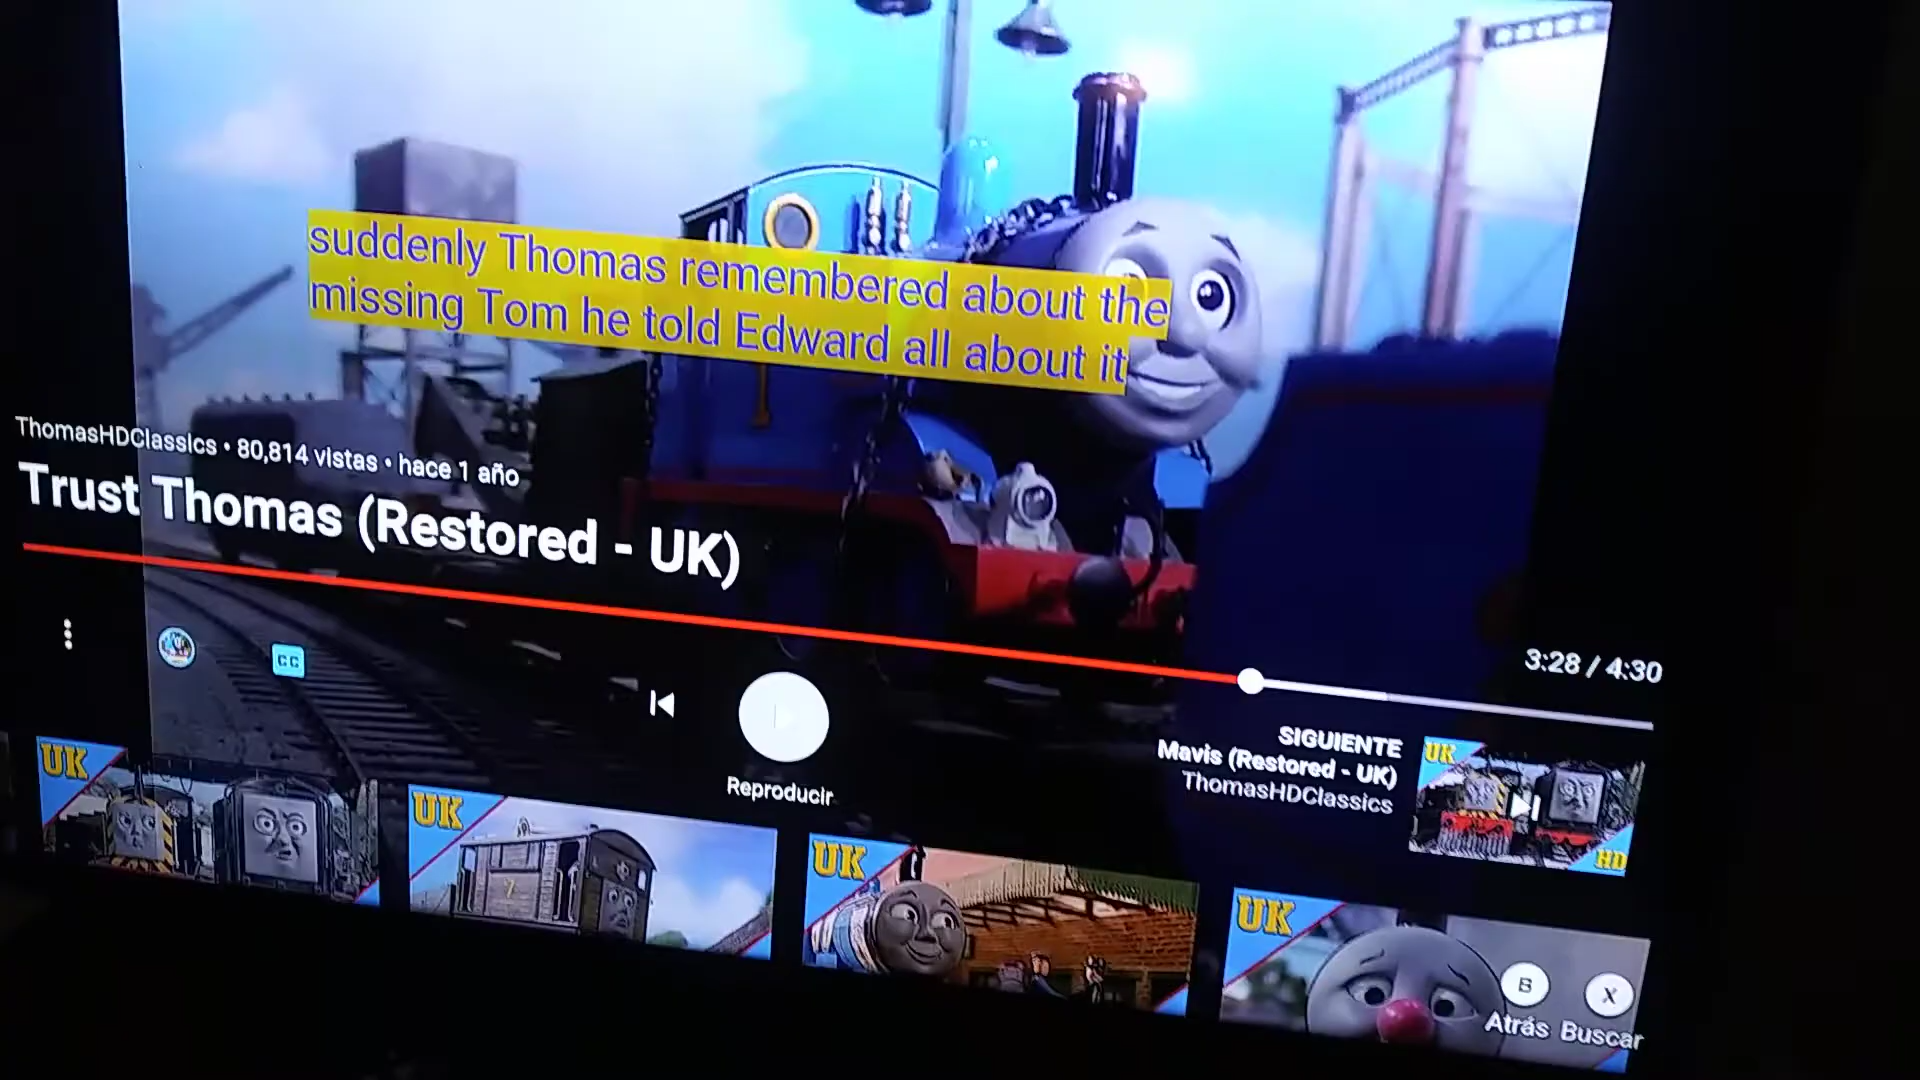 suddenly Thomas remembered about the
missing Tom he told Edward all about it
ThomasHDClassics • 80,814 vistas • hace 1 año
Trust Thomas (Restored - UK)
3:28 / 4:30
CC
Reproducir
SIGUIENTE
Mavis (Restored - UK)
ThomasHDClassics
UK
HD
UK
UK
7
UK
UK
B
X
Atrás
Buscar